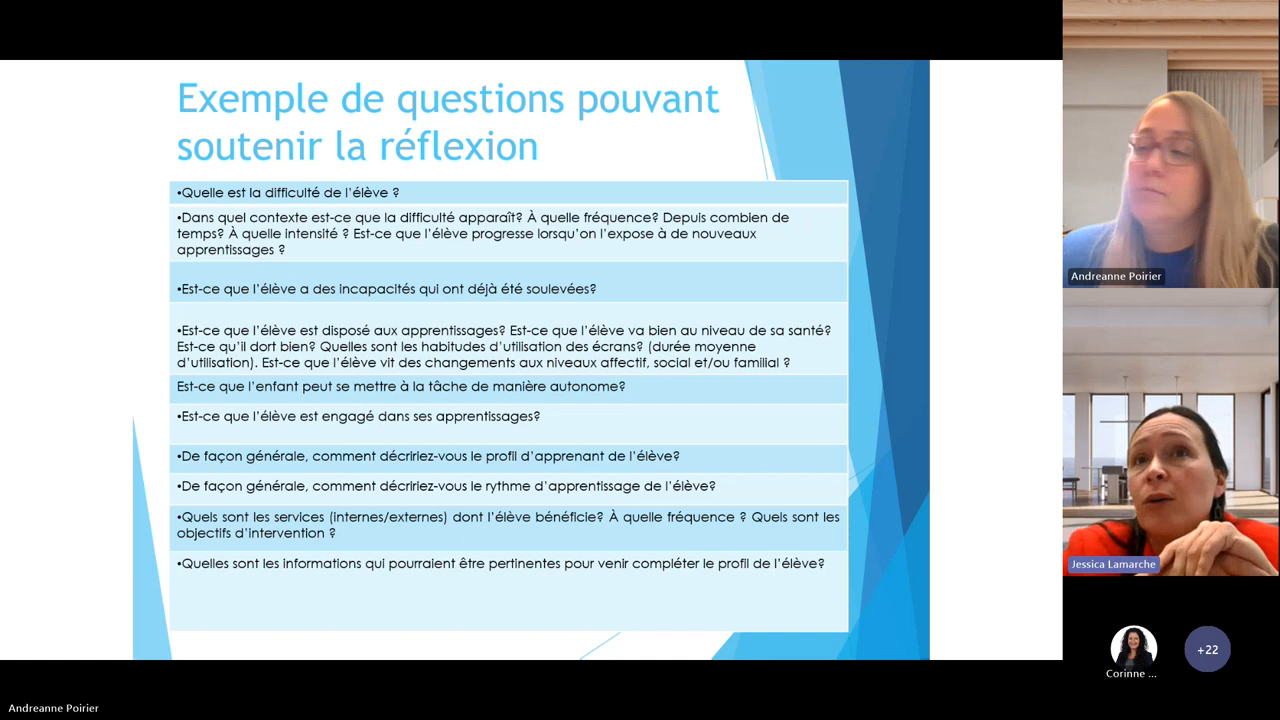 Exemple de questions pouvant
soutenir la réflexion
•Quelle est la difficulté de l'élève ?
•Dans quel contexte est-ce que la difficulté apparaît? À quelle fréquence? Depuis combien de
temps? À quelle intensité ? Est-ce que l'élève progresse lorsqu'on l'expose à de nouveaux
apprentissages ?
•Est-ce que l'élève a des incapacités qui ont déjà été soulevées?
•Est-ce que l'élève est disposé aux apprentissages? Est-ce que l'élève va bien au niveau de sa santé?
Est-ce qu'il dort bien? Quelles sont les habitudes d'utilisation des écrans? (durée moyenne
d'utilisation). Est-ce que l'élève vit des changements aux niveaux affectif, social et/ou familial ?
Est-ce que l'enfant peut se mettre à la tâche de manière autonome?
•Est-ce que l'élève est engagé dans ses apprentissages?
•De façon générale, comment décririez-vous le profil d'apprenant de l'élève?
•De façon générale, comment décririez-vous le rythme d'apprentissage de l'élève?
•Quels sont les services (internes/externes) dont l'élève bénéficie? À quelle fréquence ? Quels sont les
objectifs d'intervention ?
•Quelles sont les informations qui pourraient être pertinentes pour venir compléter le profil de l'élève?
Andreanne Poirier
Jessica Lamarche
Corinne ...
+22
Andreanne Poirier